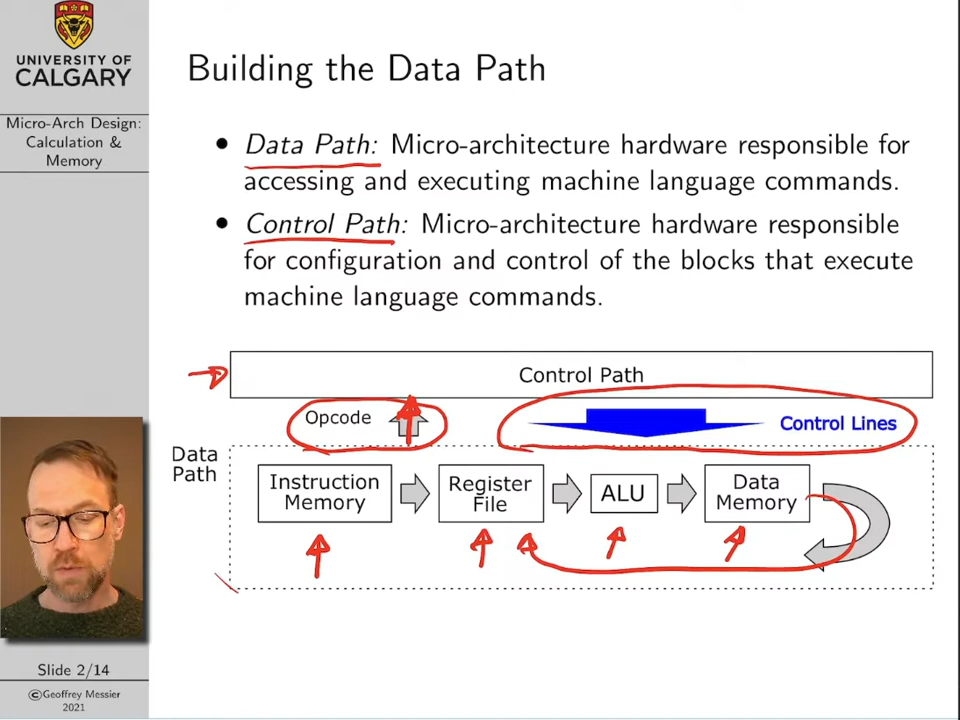 UNIVERSITY OF
CALGARY
Micro-Arch Design:
Calculation &
Memory
Building the Data Path
• Data Path: Micro-architecture hardware responsible for
accessing and executing machine language commands.
• Control Path: Micro-architecture hardware responsible
for configuration and control of the blocks that execute
machine language commands.
Control Path
Opcode
Control Lines
Data
Path
Instruction
Memory
Register
File
ALU
Data
Memory
Slide 2/14
©Geoffrey Messier
2021